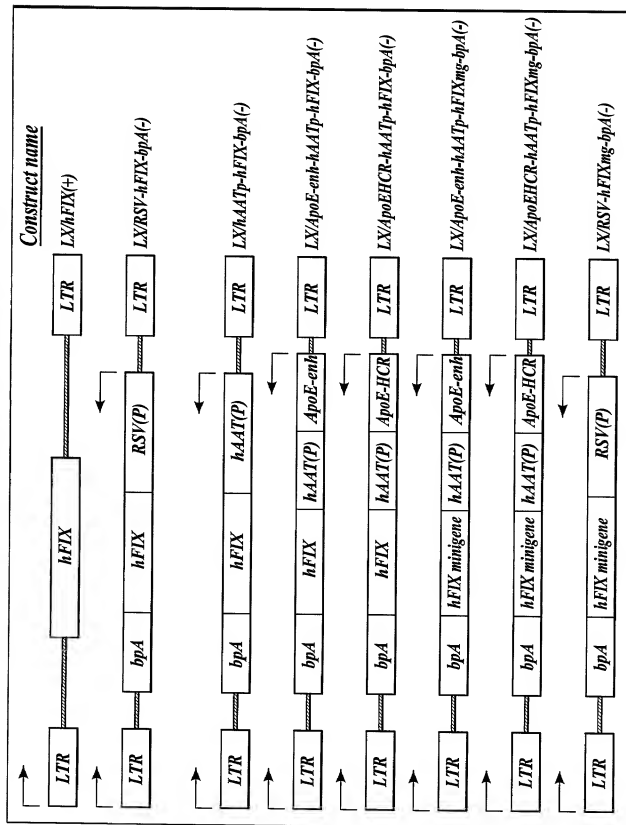 Construct name
LTR hFIX LTR LX/hFIX(+)
LTR bpA hFIX RSV(P) LTR LX/RSV-hFIX-bpA(-)
LTR bpA hFIX hAAT(P) LTR LX/hAATp-hFIX-bpA(-)
LTR bpA hFIX hAAT(P) ApoE-enh LTR LX/ApoE-enh-hAATp-hFIX-bpA(-)
LTR bpA hFIX hAAT(P) ApoE-HCR LTR LX/ApoEHCR-hAATp-hFIX-bpA(-)
LTR bpA hFIX minigene hAAT(P) ApoE-enh LTR LX/ApoE-enh-hAATp-hFIXmg-bpA(-)
LTR bpA hFIX minigene hAAT(P) ApoE-HCR LTR LX/ApoEHCR-hAATp-hFIXmg-bpA(-)
LTR bpA hFIX minigene RSV(P) LTR LX/RSV-hFIXmg-bpA(-)